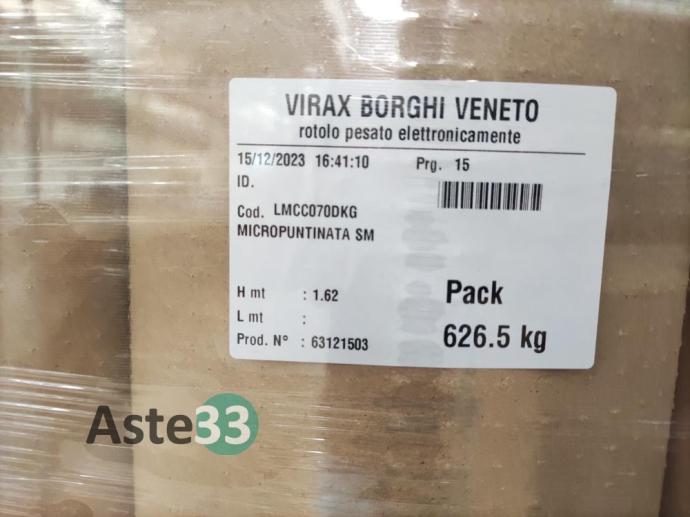 VIRAX BORGHI VENETO
rotolo pesato elettronicamente
15/12/2023 16:41:10 Prg. 15
ID.
Cod. LMCC070DKG
MICROPUNTINATA SM
H mt : 1.62 Pack
L mt :
Prod. N° : 63121503 626.5 kg
Aste33